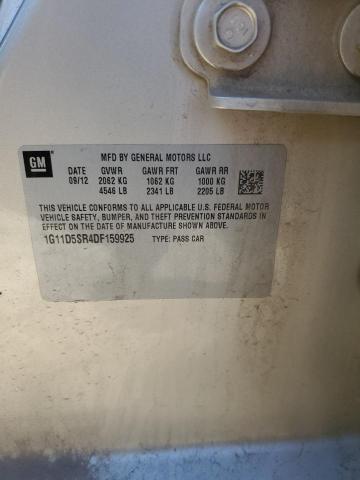 GM
MFD BY GENERAL MOTORS LLC
DATE GVWR GAWR FRT GAWR RR
09/12 2062 KG 1062 KG 1000 KG
4546 LB 2341 LB 2205 LB
THIS VEHICLE CONFORMS TO ALL APPLICABLE U.S. FEDERAL MOTOR
VEHICLE SAFETY, BUMPER, AND THEFT PREVENTION STANDARDS IN
EFFECT ON THE DATE OF MANUFACTURE SHOWN ABOVE.
1G11D5SR4DF159925 TYPE: PASS CAR